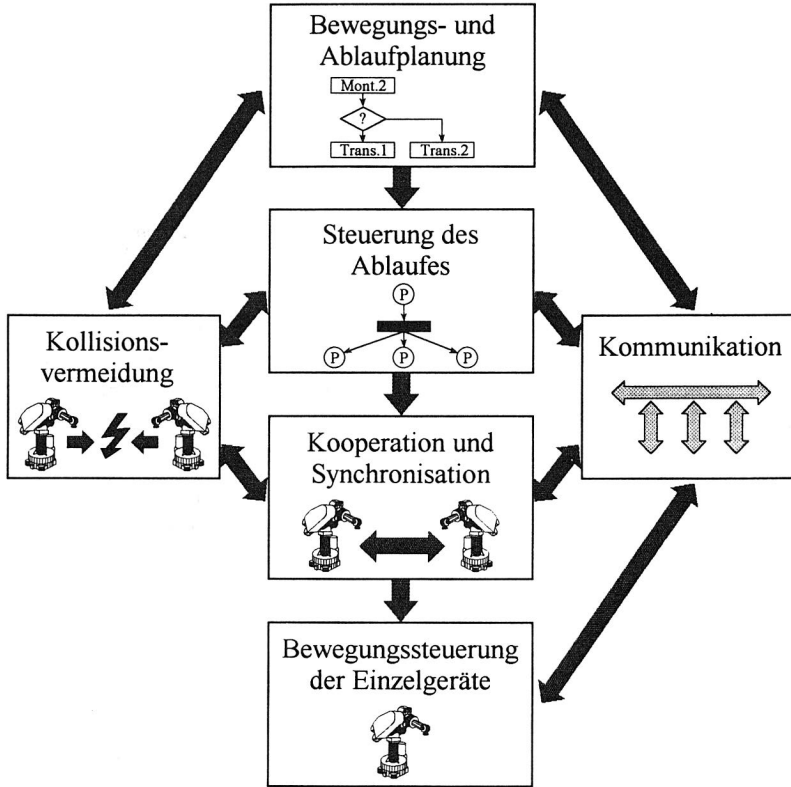 Bewegungs- und
Ablaufplanung
Mont.2
?
Trans.1
Trans.2
Steuerung des
Ablaufes
P
P
P
P
Kollisions-
vermeidung
Kommunikation
Kooperation und
Synchronisation
Bewegungssteuerung
der Einzelgeräte